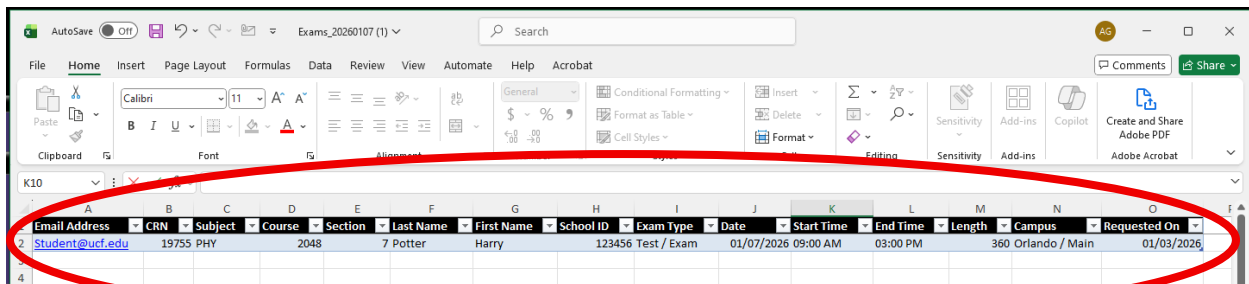 AutoSave Off Exams_20260107 (1) Search AG
File Home Insert Page Layout Formulas Data Review View Automate Help Acrobat Comments Share
Calibri 11 A^ A˅ ab General Conditional Formatting Insert Σ
Paste B I U A $ % 9 Format as Table Delete Sensitivity Add-ins Copilot Create and Share
Cell Styles Format Adobe PDF
Clipboard Font Alignment Editing Sensitivity Add-ins Adobe Acrobat
K10
A B C D E F G H I J K L M N O
Email Address CRN Subject Course Section Last Name First Name School ID Exam Type Date Start Time End Time Length Campus Requested On
2 Student@ucf.edu 19755 PHY 2048 7 Potter Harry 123456 Test / Exam 01/07/2026 09:00 AM 03:00 PM 360 Orlando / Main 01/03/2026
3
4